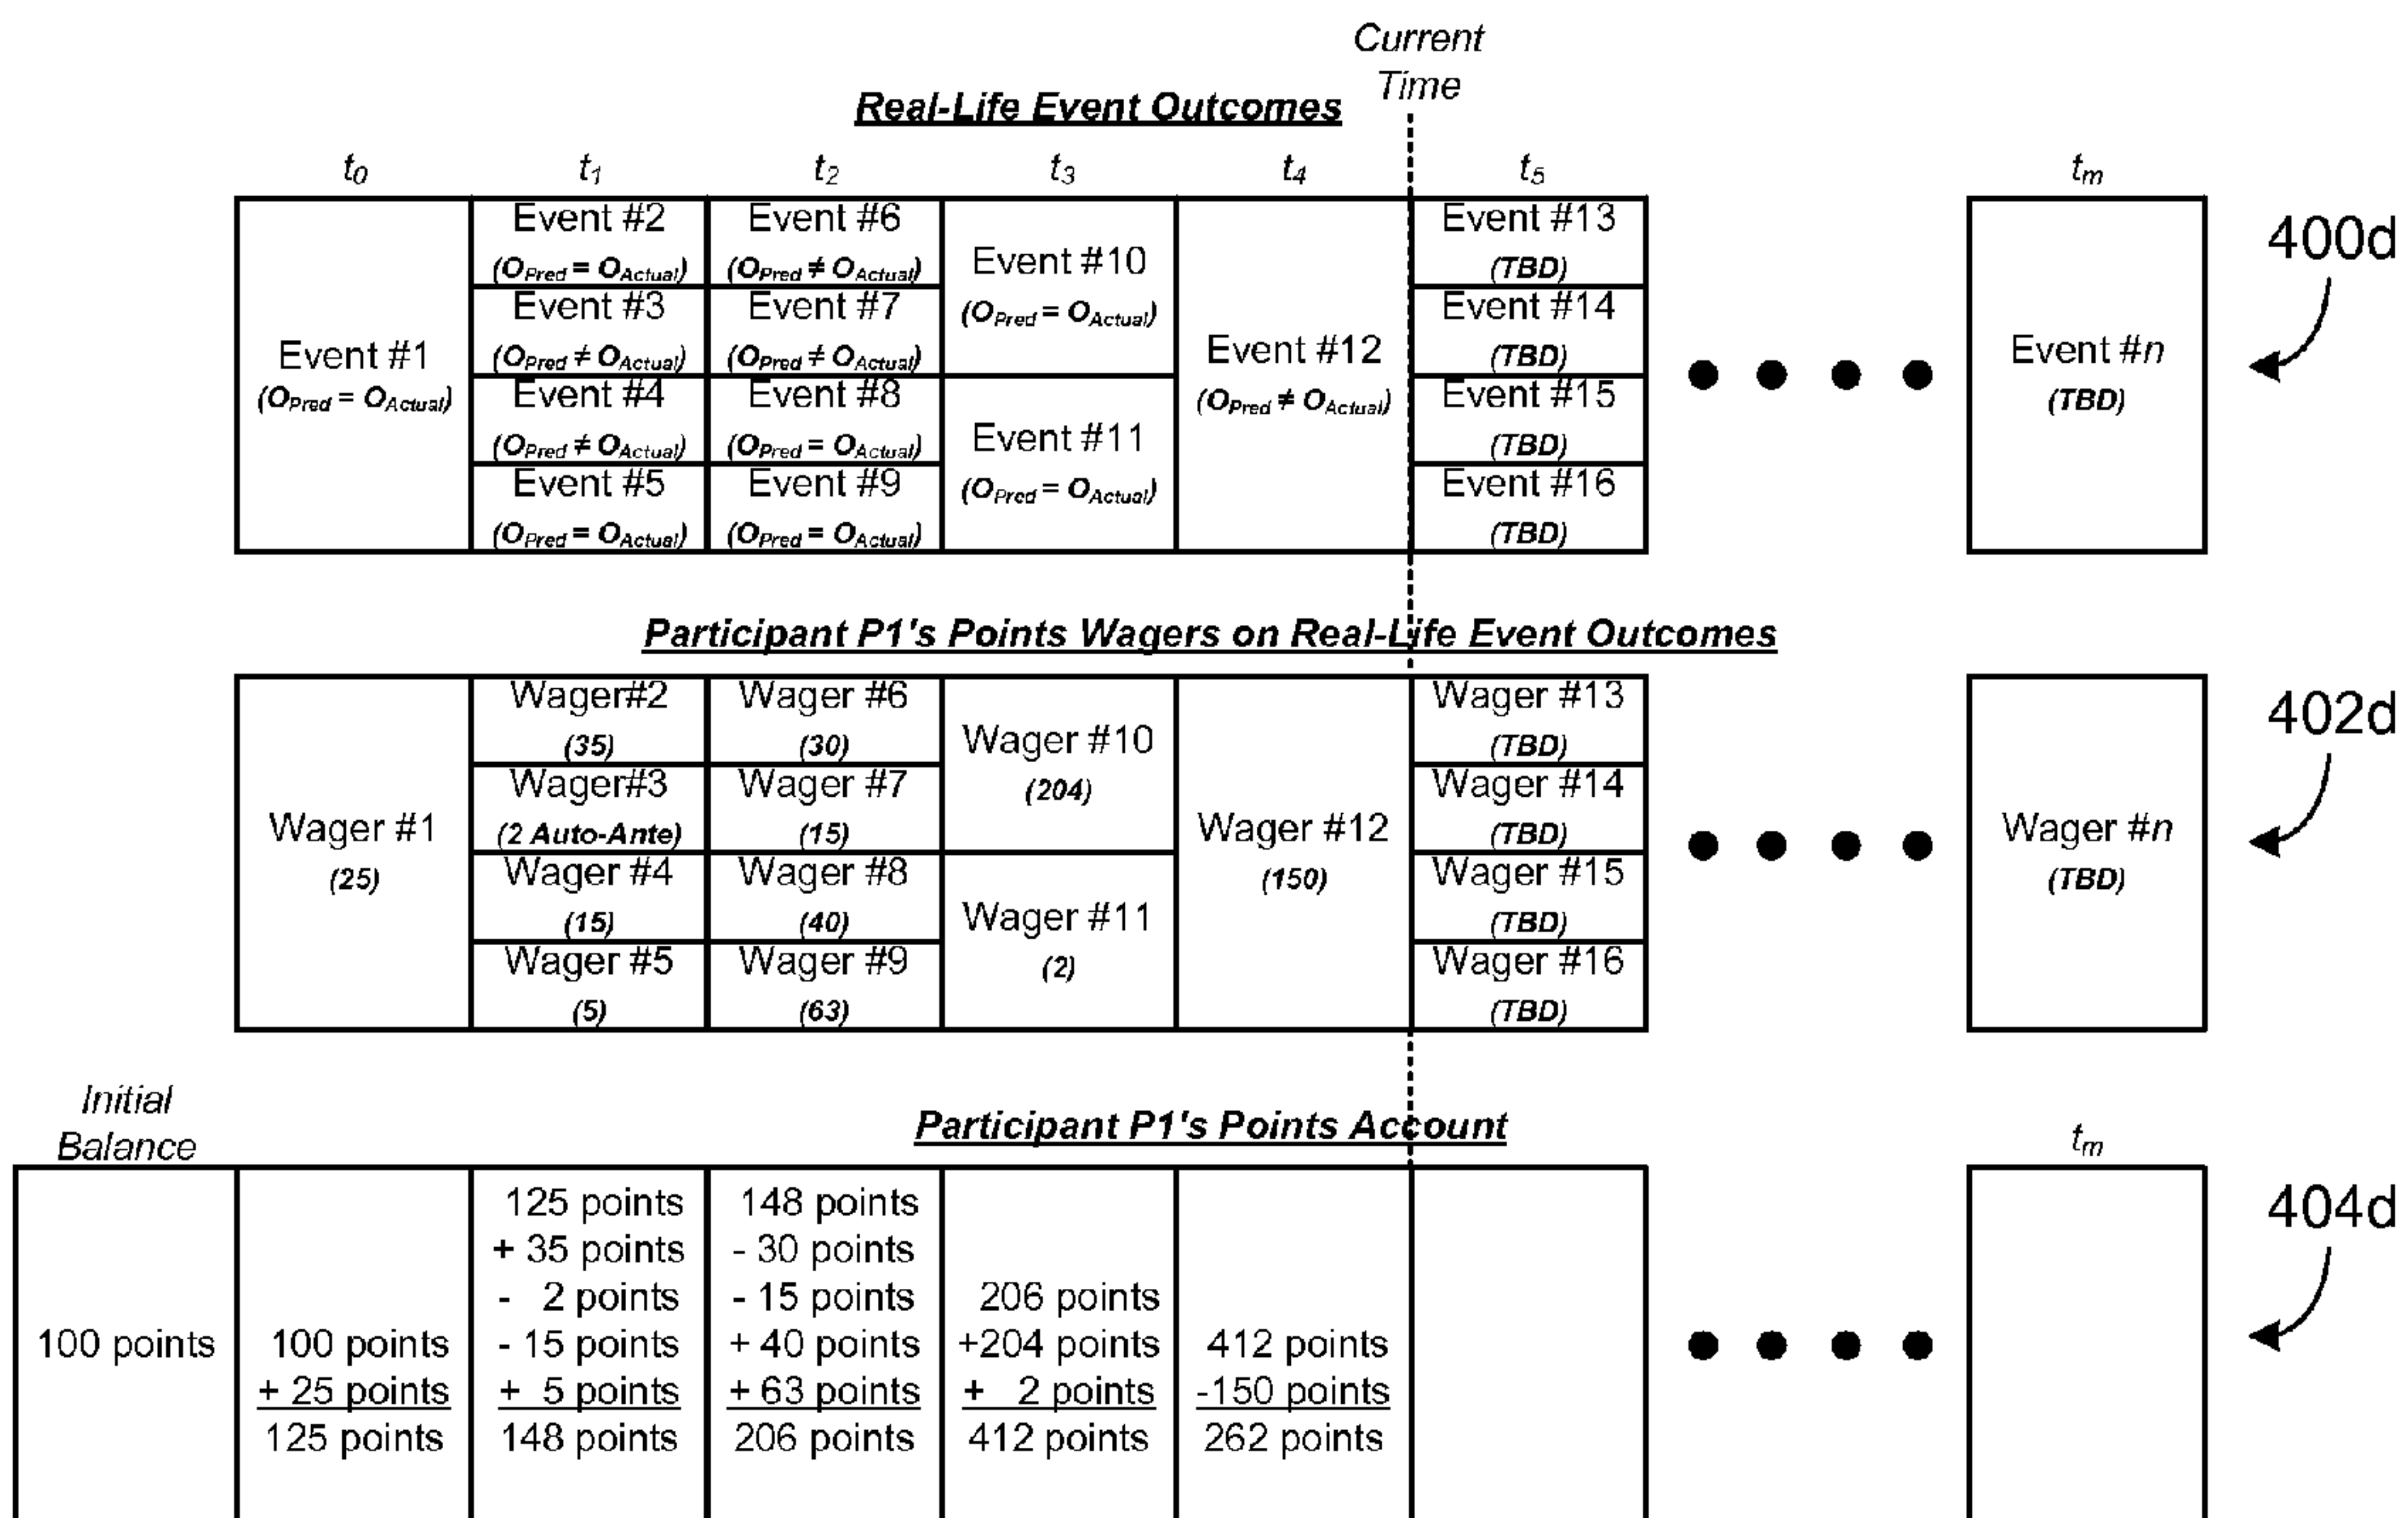 Current
Time
Real-Life Event Outcomes
t0 t1 t2 t3 t4 t5 tm
Event #1
(OPred = OActual)
Event #2
(OPred = OActual)
Event #3
(OPred ≠ OActual)
Event #4
(OPred ≠ OActual)
Event #5
(OPred = OActual)
Event #6
(OPred ≠ OActual)
Event #7
(OPred ≠ OActual)
Event #8
(OPred = OActual)
Event #9
(OPred = OActual)
Event #10
(OPred = OActual)
Event #11
(OPred = OActual)
Event #12
(OPred ≠ OActual)
Event #13
(TBD)
Event #14
(TBD)
Event #15
(TBD)
Event #16
(TBD)
Event #n
(TBD)
400d
Participant P1's Points Wagers on Real-Life Event Outcomes
Wager #1
(25)
Wager#2
(35)
Wager#3
(2 Auto-Ante)
Wager #4
(15)
Wager #5
(5)
Wager #6
(30)
Wager #7
(15)
Wager #8
(40)
Wager #9
(63)
Wager #10
(204)
Wager #11
(2)
Wager #12
(150)
Wager #13
(TBD)
Wager #14
(TBD)
Wager #15
(TBD)
Wager #16
(TBD)
Wager #n
(TBD)
402d
Initial
Balance
Participant P1's Points Account
tm
100 points
100 points
+ 25 points
125 points
125 points
+ 35 points
- 2 points
- 15 points
+ 5 points
148 points
148 points
- 30 points
- 15 points
+ 40 points
+ 63 points
206 points
206 points
+204 points
+ 2 points
412 points
412 points
-150 points
262 points
404d